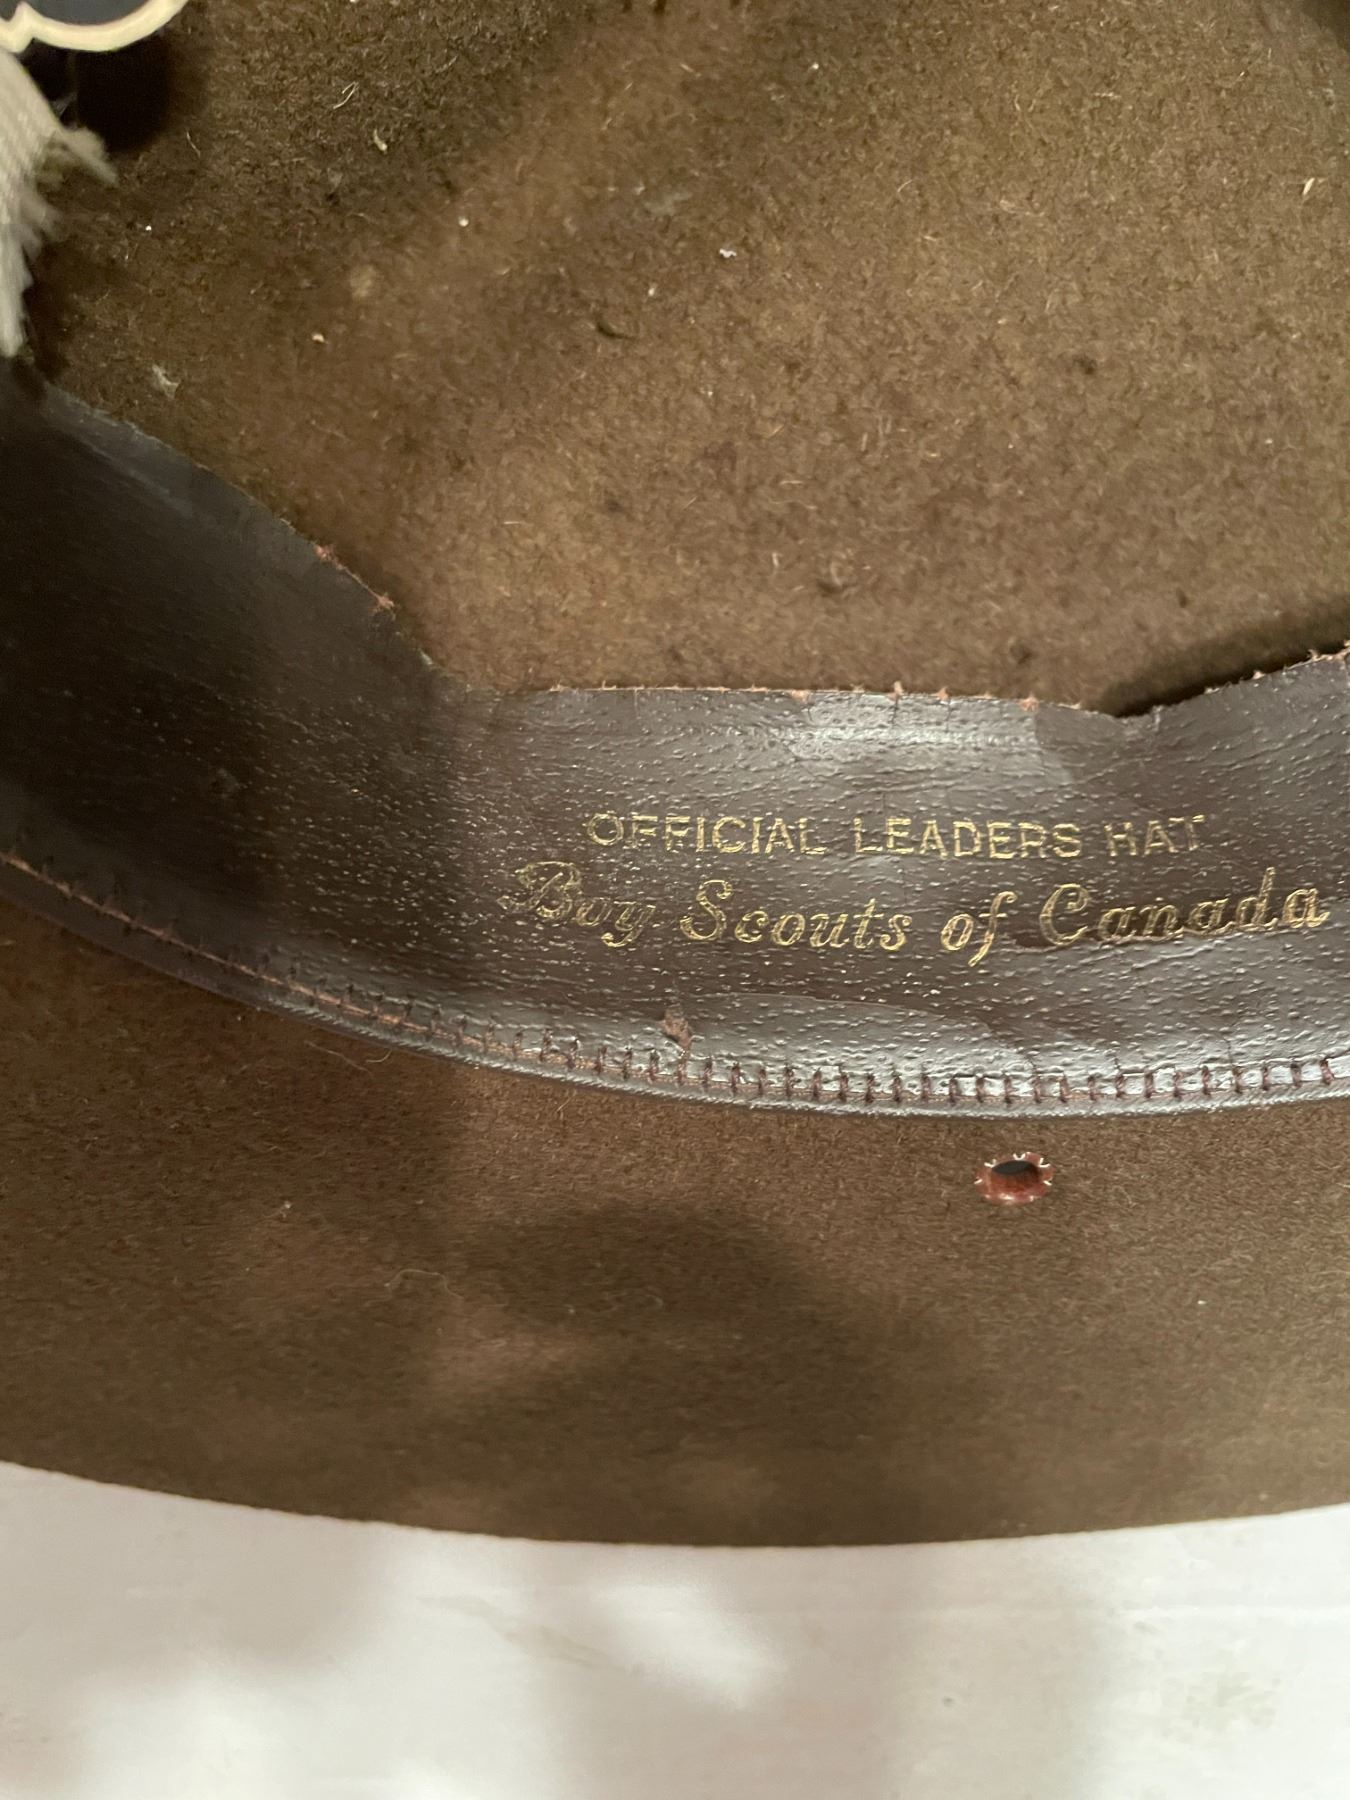 OFFICIAL LEADERS HAT
Boy Scouts of Canada